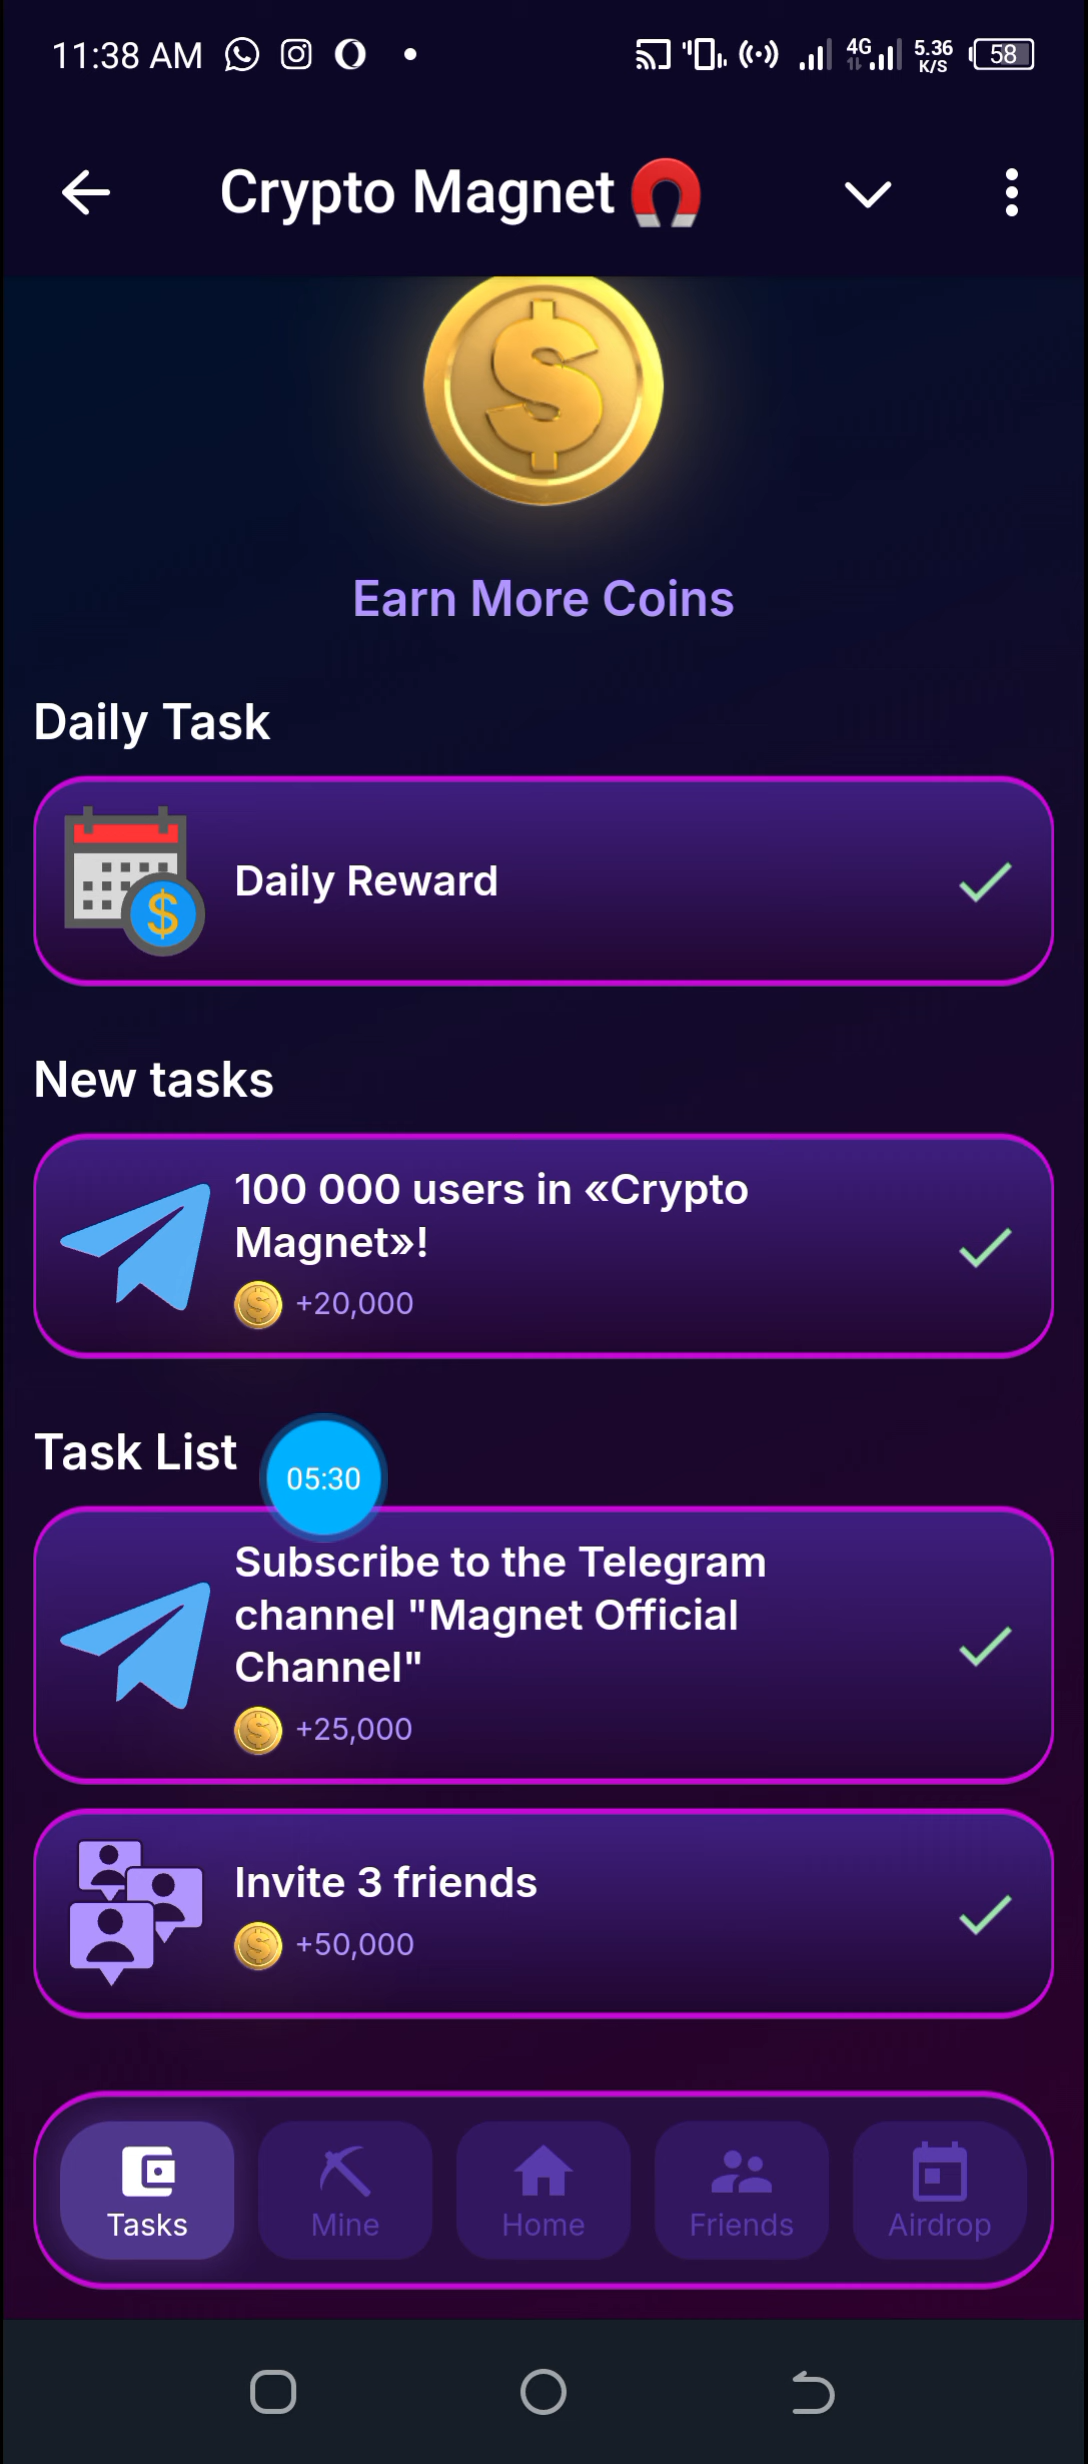 11:38 AM
4G
5.36
K/S
58
Crypto Magnet
Earn More Coins
Daily Task
Daily Reward
New tasks
100 000 users in «Crypto
Magnet»!
+20,000
Task List
05:30
Subscribe to the Telegram
channel "Magnet Official
Channel"
+25,000
Invite 3 friends
+50,000
Tasks
Mine
Home
Friends
Airdrop